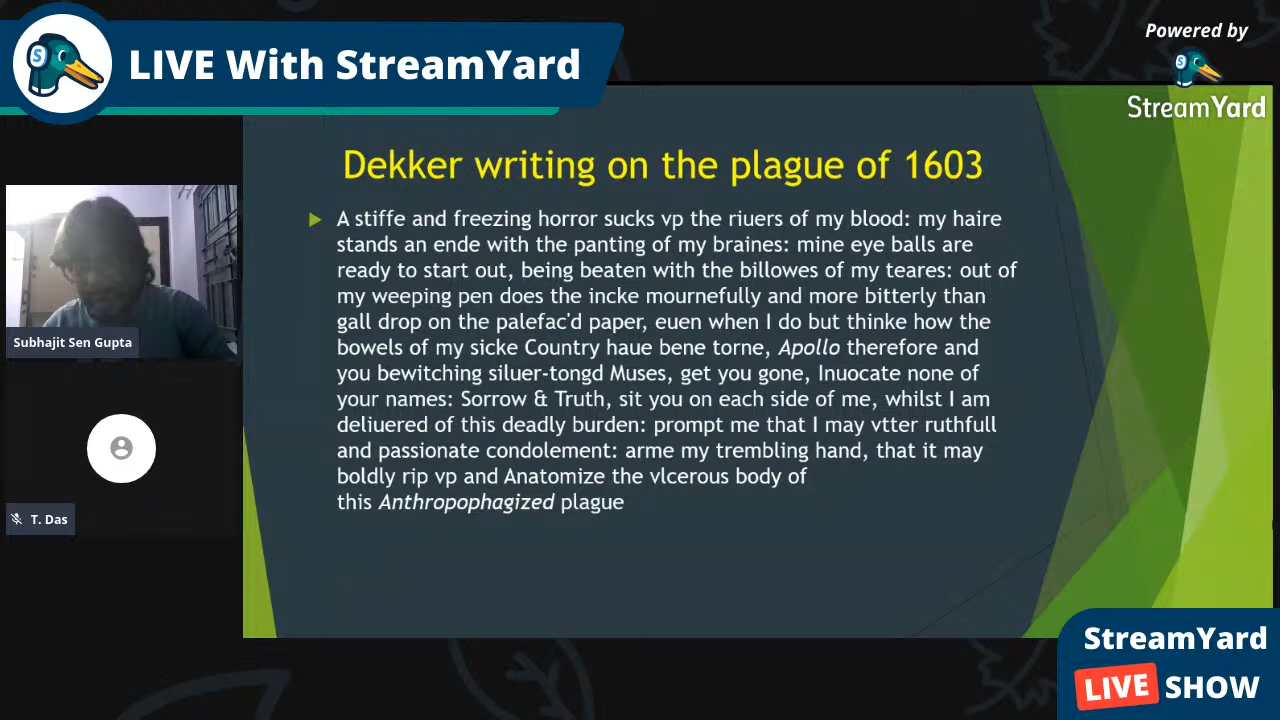 LIVE With StreamYard
Powered by
StreamYard
Dekker writing on the plague of 1603
A stiffe and freezing horror sucks vp the riuers of my blood: my haire
stands an ende with the panting of my braines: mine eye balls are
ready to start out, being beaten with the billowes of my teares: out of
my weeping pen does the incke mournefully and more bitterly than
gall drop on the palefac'd paper, euen when I do but thinke how the
bowels of my sicke Country haue bene torne, Apollo therefore and
you bewitching siluer-tongd Muses, get you gone, Inuocate none of
your names: Sorrow & Truth, sit you on each side of me, whilst I am
deliuered of this deadly burden: prompt me that I may vtter ruthfull
and passionate condolement: arme my trembling hand, that it may
boldly rip vp and Anatomize the vlcerous body of
this Anthropophagized plague
Subhajit Sen Gupta
T. Das
StreamYard
LIVE SHOW